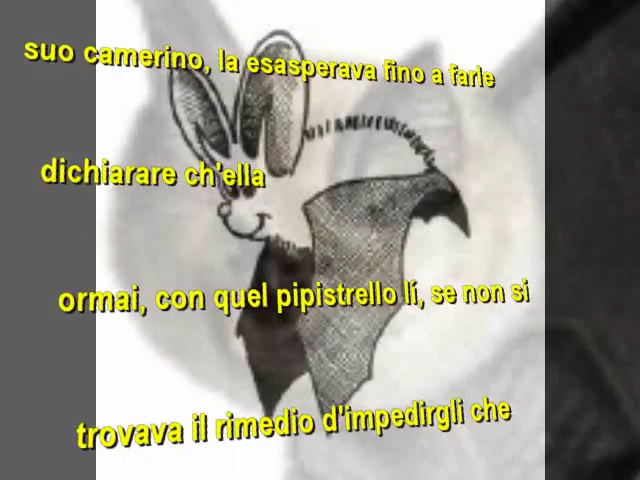 suo camerino, la esasperava fino a farle
dichiarare ch'ella
ormai, con quel pipistrello lí, se non si
trovava il rimedio d'impedirgli che